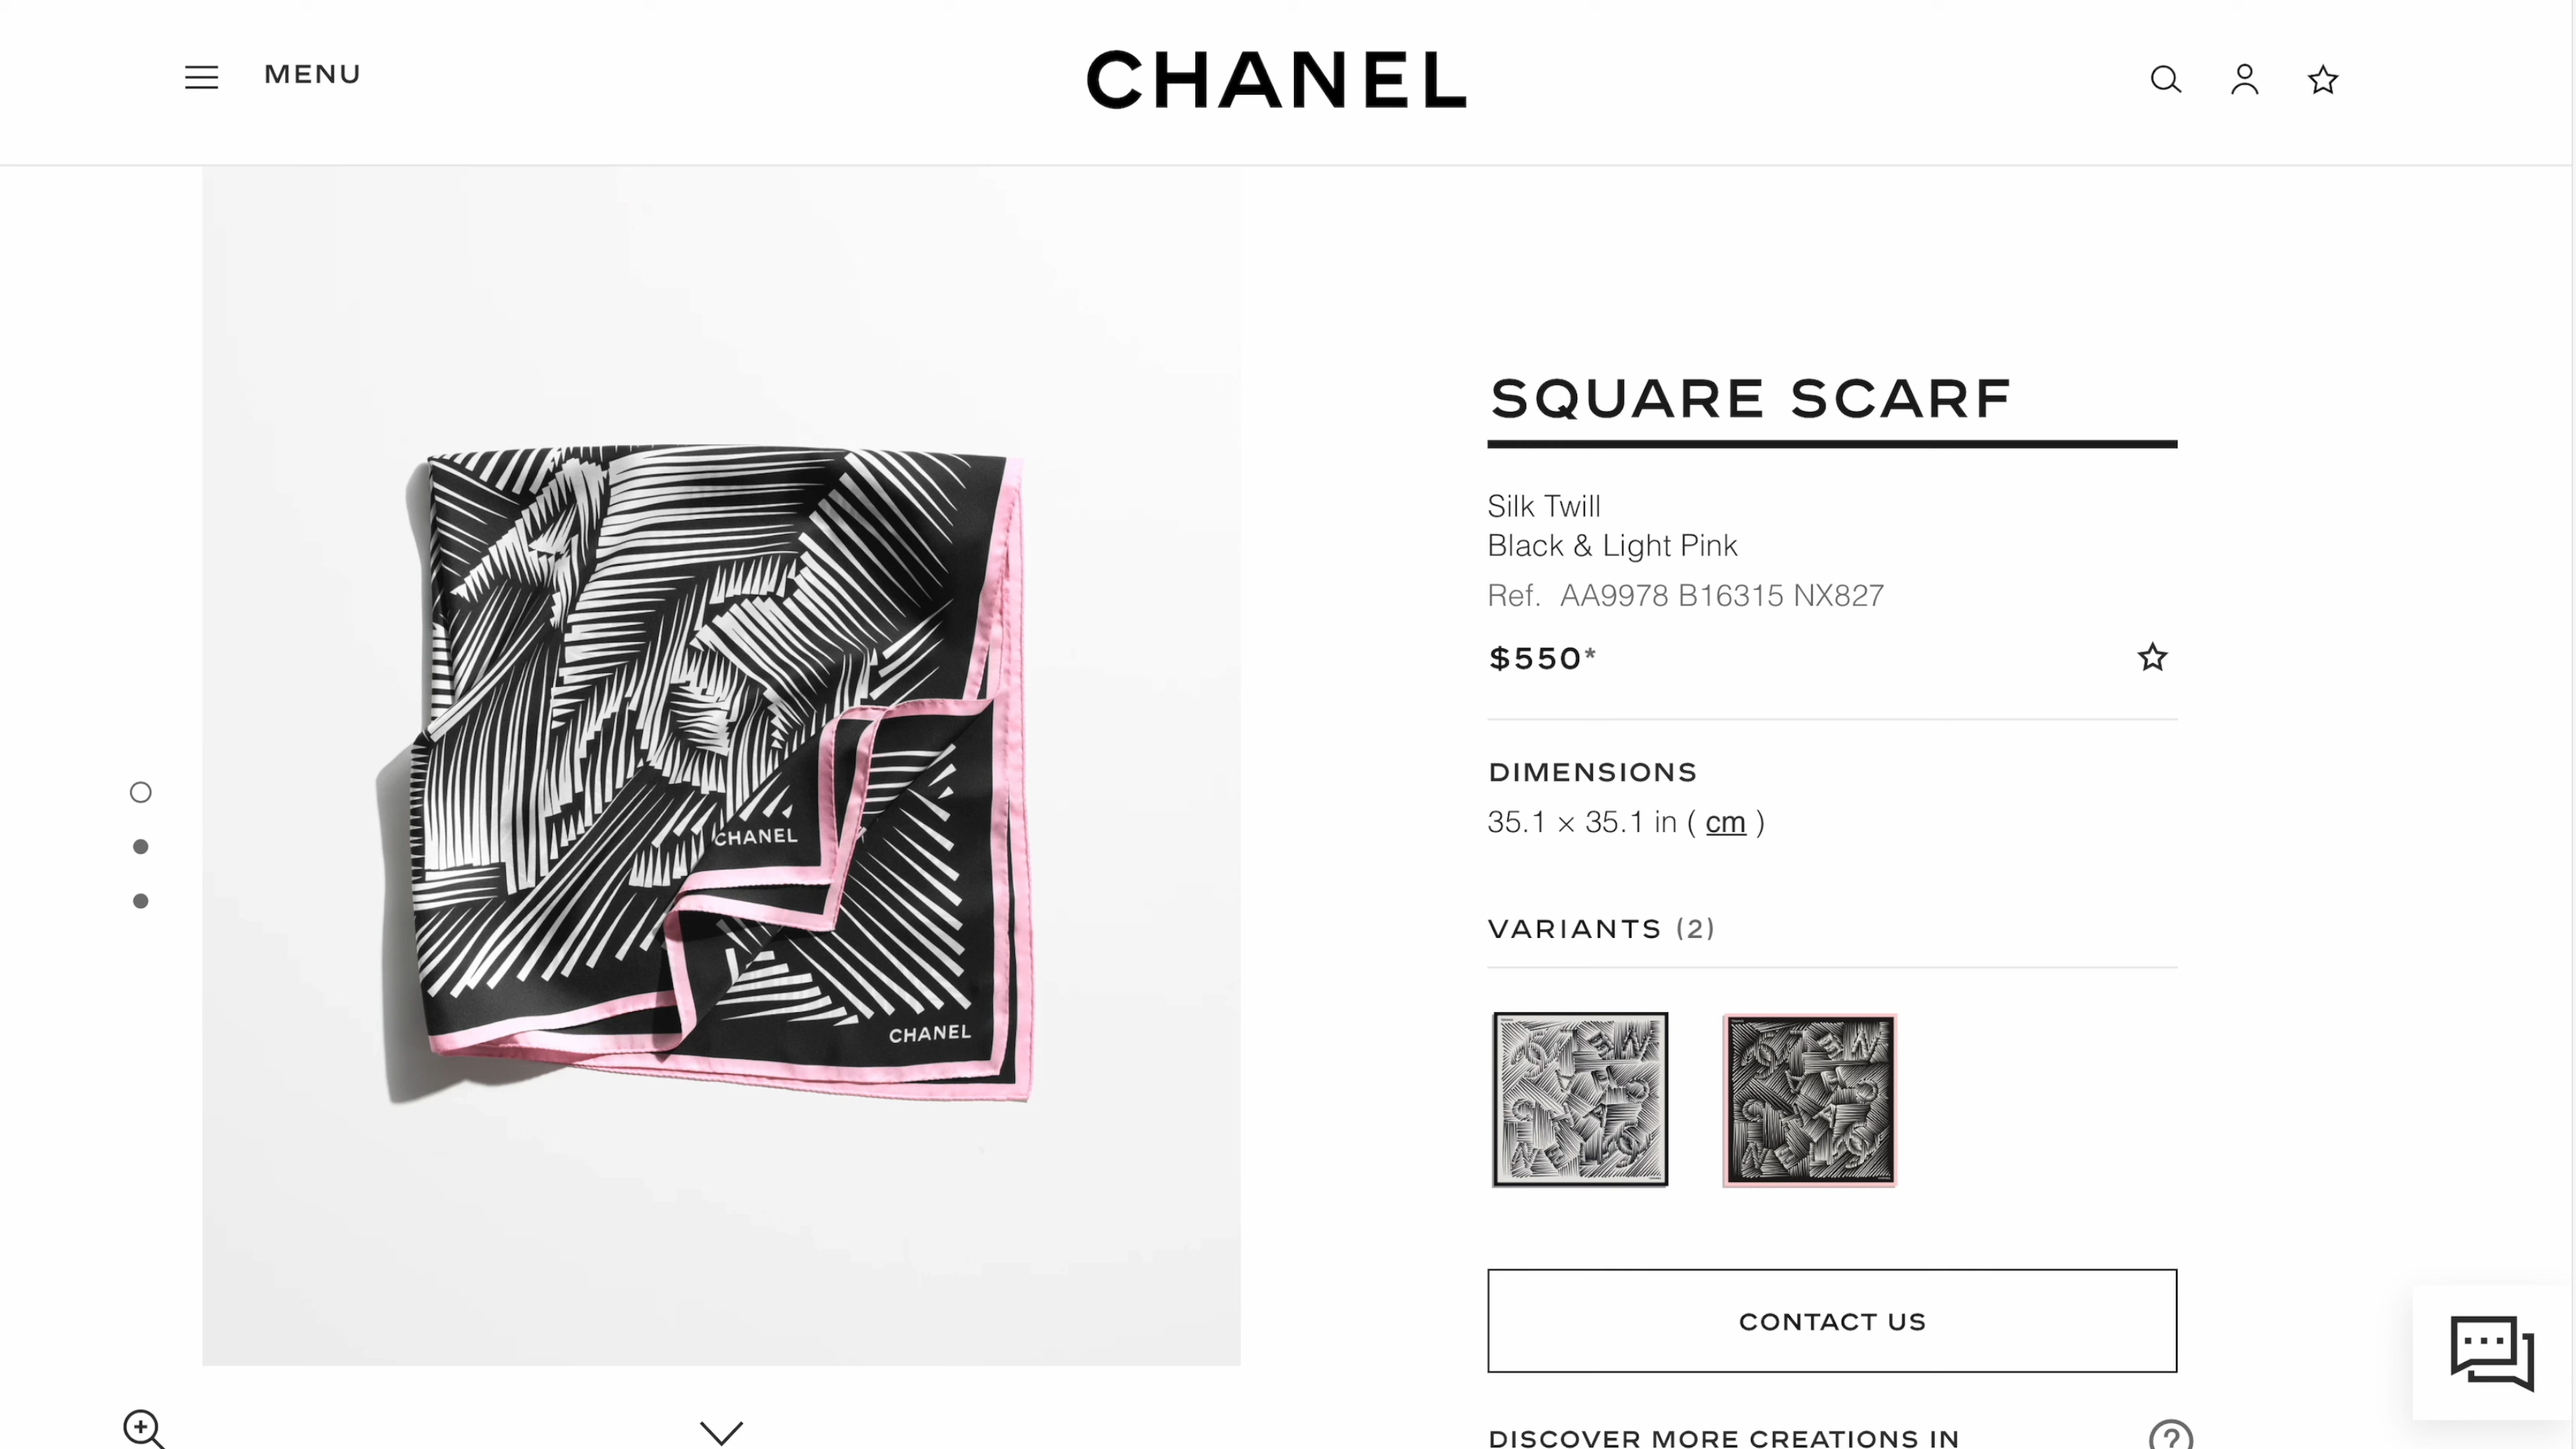 MENU
CHANEL
CHANEL
CHANEL
SQUARE SCARF
Silk Twill
Black & Light Pink
Ref. AA9978 B16315 NX827
$550*
DIMENSIONS
35.1 × 35.1 in ( cm )
VARIANTS (2)
CONTACT US
DISCOVER MORE CREATIONS IN